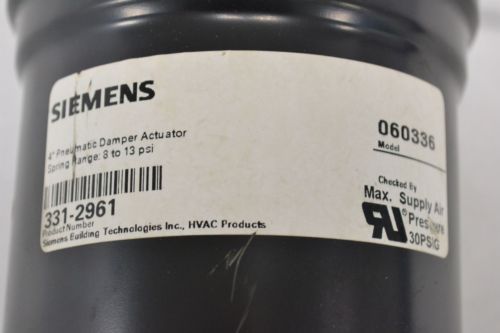 SIEMENS
4" Pneumatic Damper Actuator
Spring Range: 8 to 13 psi
331-2961
Product Number
Siemens Building Technologies Inc., HVAC Products
060336
Model
Checked By
Max. Supply Air
Pressure
30PSIG